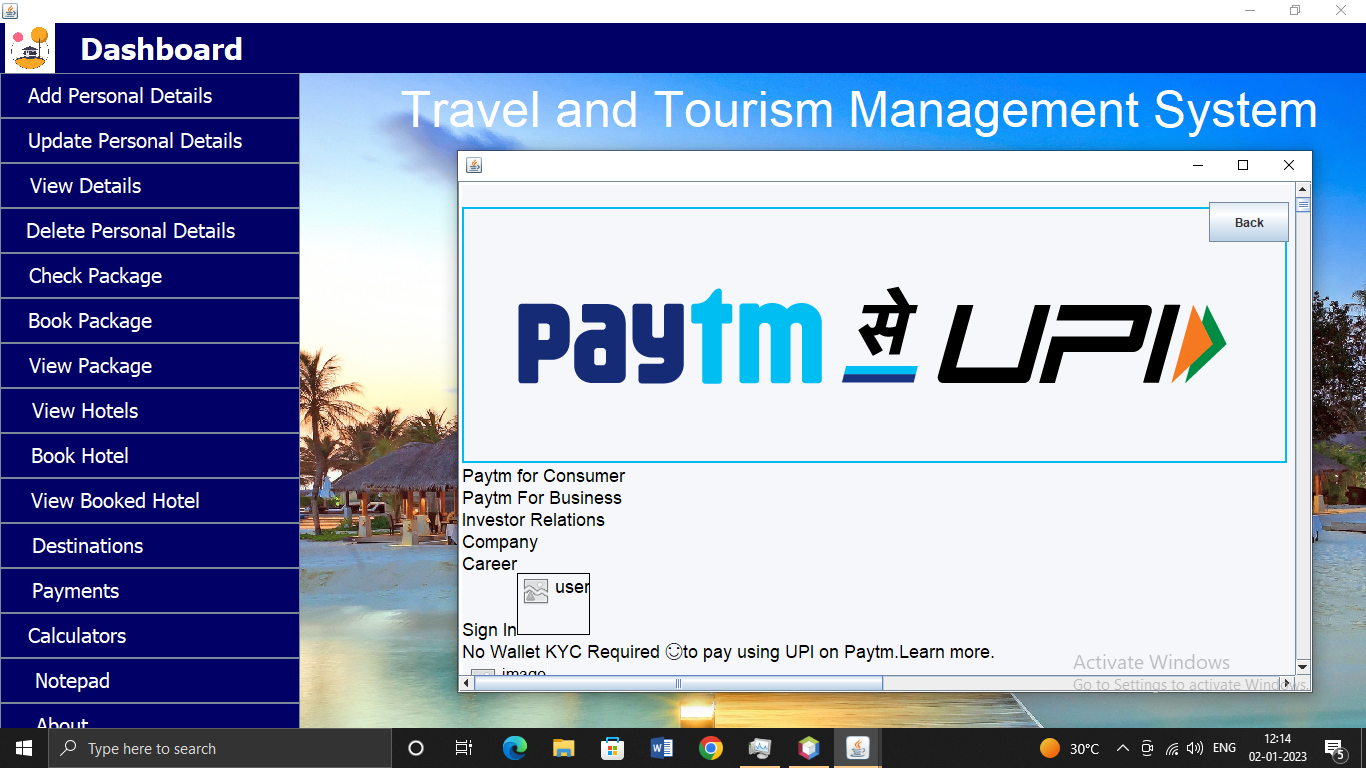 Dashboard
Add Personal Details
Update Personal Details
View Details
Delete Personal Details
Check Package
Book Package
View Package
View Hotels
Book Hotel
View Booked Hotel
Destinations
Payments
Calculators
Notepad
About
Travel and Tourism Management System
Back
paytm से UPI
Paytm for Consumer
Paytm For Business
Investor Relations
Company
Career
user
Sign In
No Wallet KYC Required to pay using UPI on Paytm.Learn more.
image
Activate Windows
Go to Settings to activate Windows.
Type here to search
30°C
ENG
12:14
02-01-2023
5